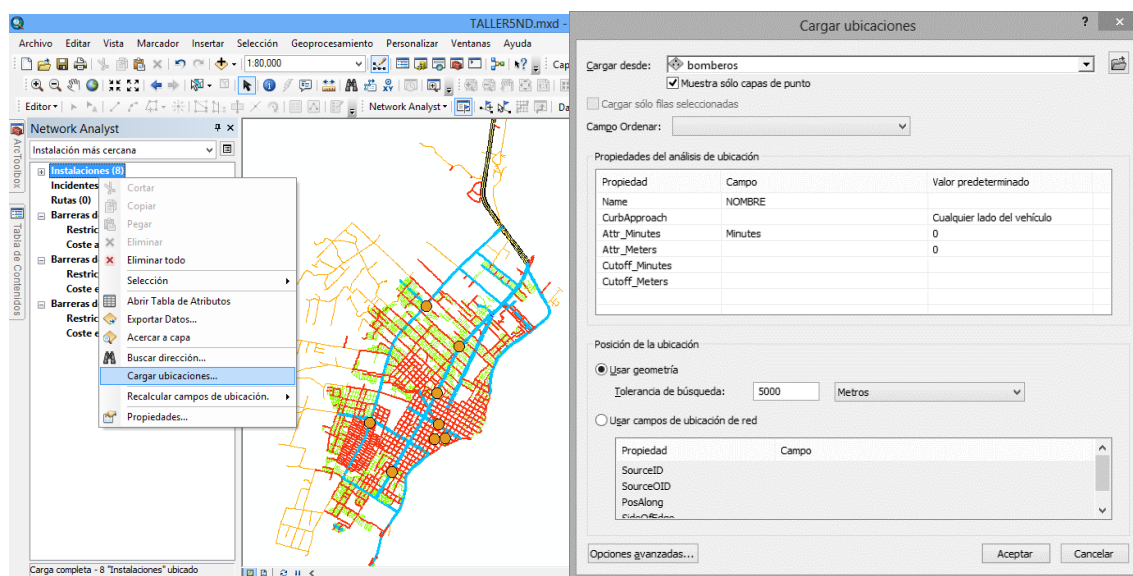 TALLER5ND.mxd -
Archivo Editar Vista Marcador Insertar Selección Geoprocesamiento Personalizar Ventanas Ayuda
1:80,000
Cap
Editor
Network Analyst
Da
ArcToolbox
Tabla de Contenidos
Network Analyst
Instalación más cercana
Instalaciones (8)
Incidentes
Rutas (0)
Barreras d
Restric
Coste a
Barreras d
Restric
Coste e
Barreras d
Restric
Coste e
Cortar
Copiar
Pegar
Eliminar
Eliminar todo
Selección
Abrir Tabla de Atributos
Exportar Datos...
Acercar a capa
Buscar dirección...
Cargar ubicaciones...
Recalcular campos de ubicación.
Propiedades...
Carga completa - 8 "Instalaciones" ubicado
Cargar ubicaciones
? ×
Cargar desde: bomberos
Muestra sólo capas de punto
Cargar sólo filas seleccionadas
Campo Ordenar:
Propiedades del análisis de ubicación
Propiedad Campo Valor predeterminado
Name NOMBRE
CurbApproach Cualquier lado del vehículo
Attr_Minutes Minutes 0
Attr_Meters 0
Cutoff_Minutes
Cutoff_Meters
Posición de la ubicación
Usar geometría
Tolerancia de búsqueda: 5000 Metros
Usar campos de ubicación de red
Propiedad Campo
SourceID
SourceOID
PosAlong
SideOfEdge
Opciones avanzadas...
Aceptar
Cancelar